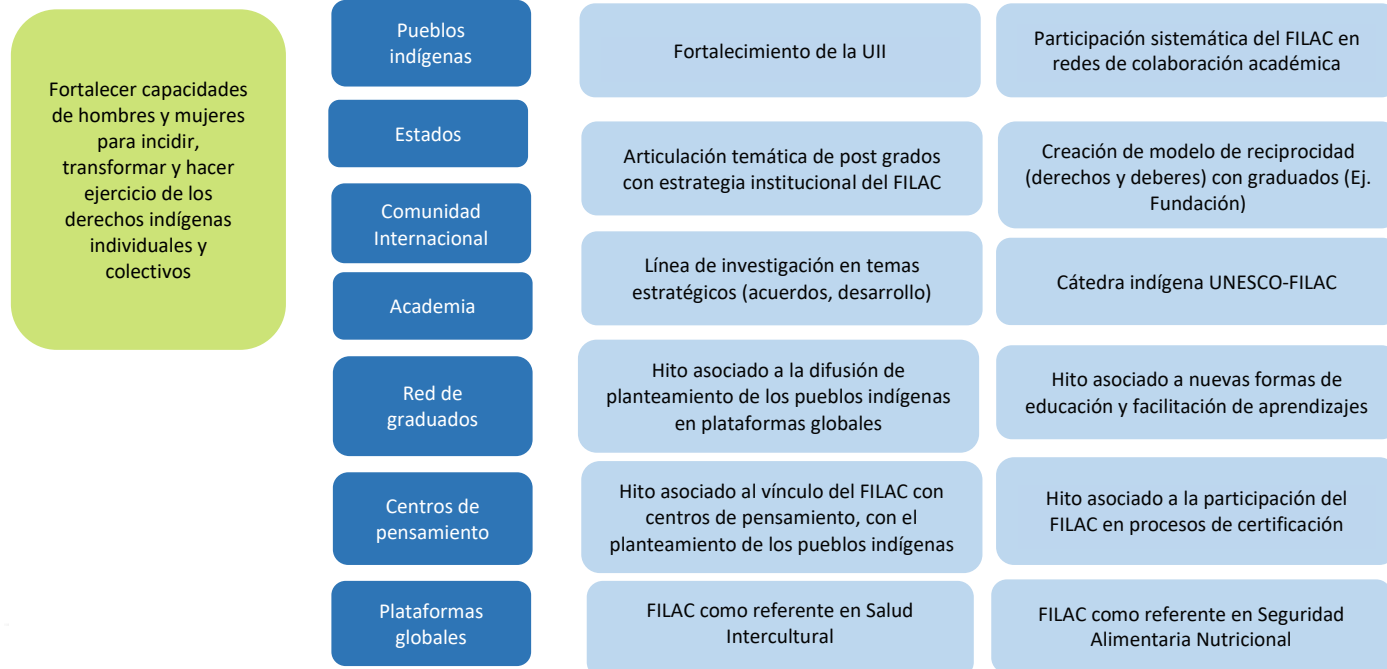 Fortalecer capacidades
de hombres y mujeres
para incidir,
transformar y hacer
ejercicio de los
derechos indígenas
individuales y
colectivos
Pueblos
indígenas
Estados
Comunidad
Internacional
Academia
Red de
graduados
Centros de
pensamiento
Plataformas
globales
Fortalecimiento de la UII
Participación sistemática del FILAC en
redes de colaboración académica
Articulación temática de post grados
con estrategia institucional del FILAC
Creación de modelo de reciprocidad
(derechos y deberes) con graduados (Ej.
Fundación)
Línea de investigación en temas
estratégicos (acuerdos, desarrollo)
Cátedra indígena UNESCO-FILAC
Hito asociado a la difusión de
planteamiento de los pueblos indígenas
en plataformas globales
Hito asociado a nuevas formas de
educación y facilitación de aprendizajes
Hito asociado al vínculo del FILAC con
centros de pensamiento, con el
planteamiento de los pueblos indígenas
Hito asociado a la participación del
FILAC en procesos de certificación
FILAC como referente en Salud
Intercultural
FILAC como referente en Seguridad
Alimentaria Nutricional